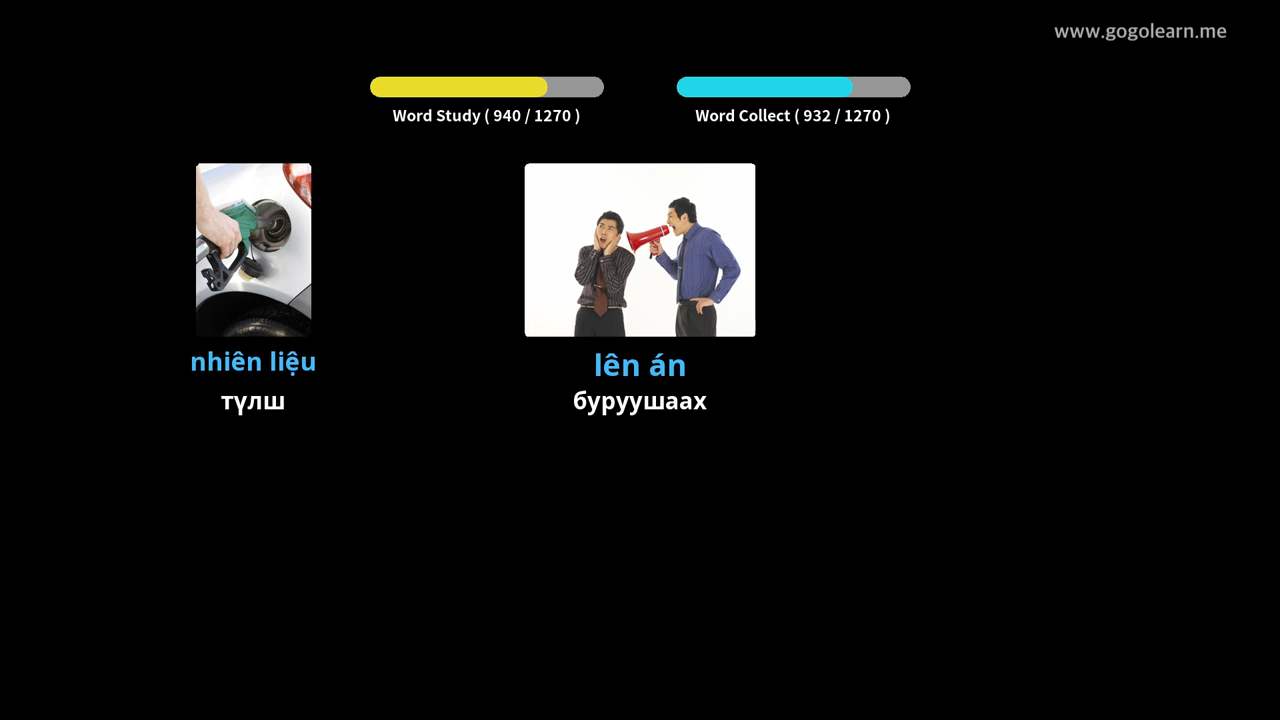 www.gogolearn.me
Word Study ( 940 / 1270 )
Word Collect ( 932 / 1270 )
nhiên liệu
түлш
lên án
буруушаах